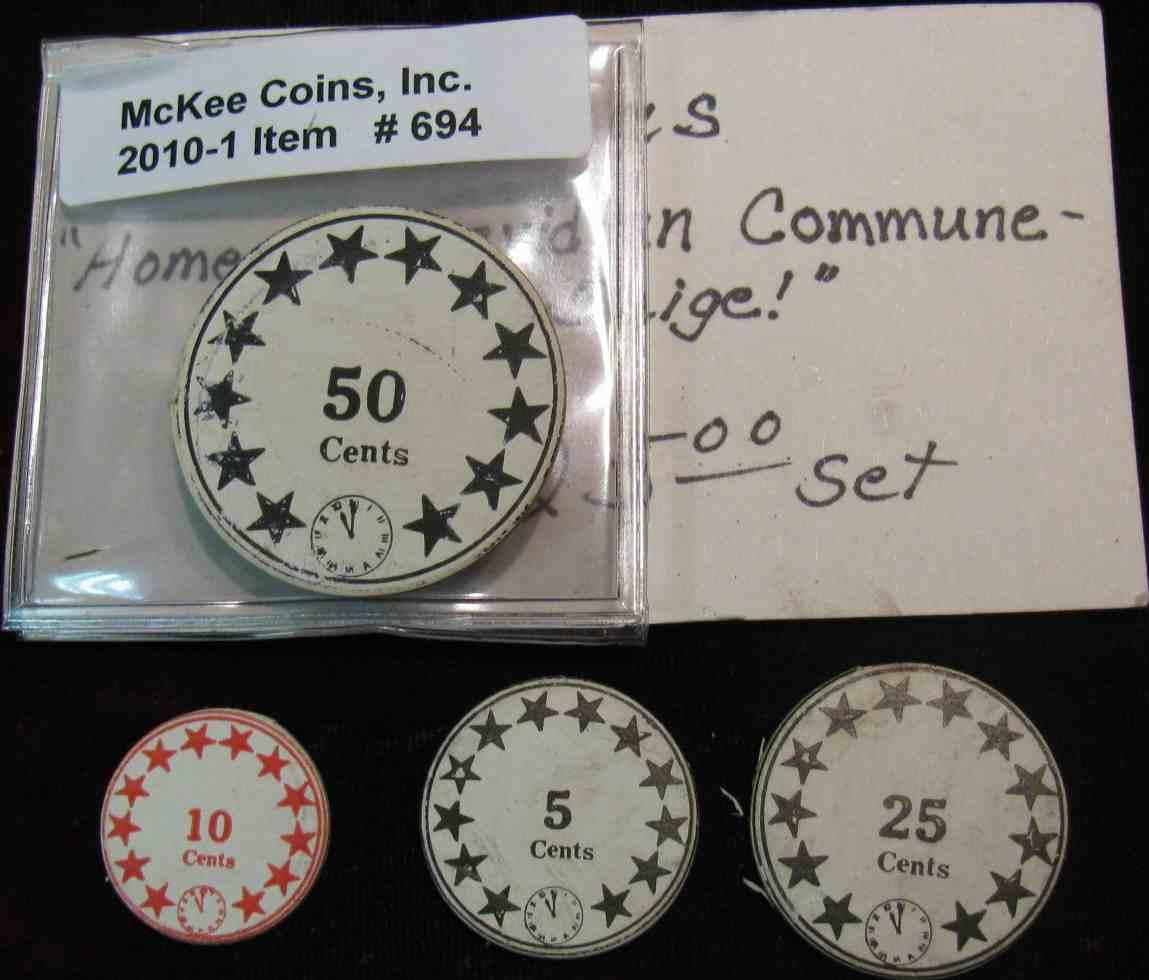 McKee Coins, Inc.
2010-1 Item # 694
"Home Commune-
ige!"
00 set
50
Cents
10
Cents
5
Cents
25
Cents